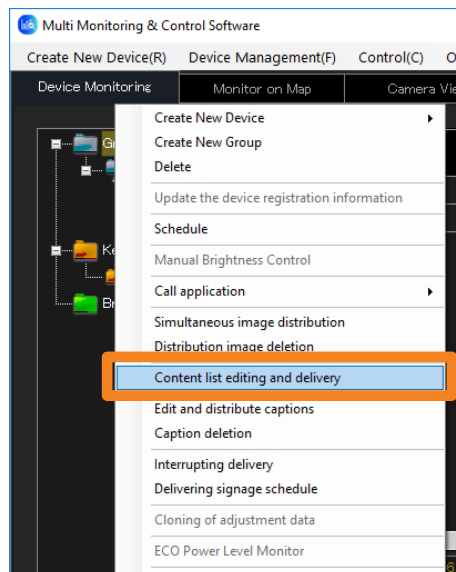 Multi Monitoring & Control Software
Create New Device(R) Device Management(F) Control(C) O
Device Monitoring Monitor on Map Camera Vie
Create New Device
Create New Group
Delete
Update the device registration information
Schedule
Manual Brightness Control
Call application
Simultaneous image distribution
Distribution image deletion
Content list editing and delivery
Edit and distribute captions
Caption deletion
Interrupting delivery
Delivering signage schedule
Cloning of adjustment data
ECO Power Level Monitor